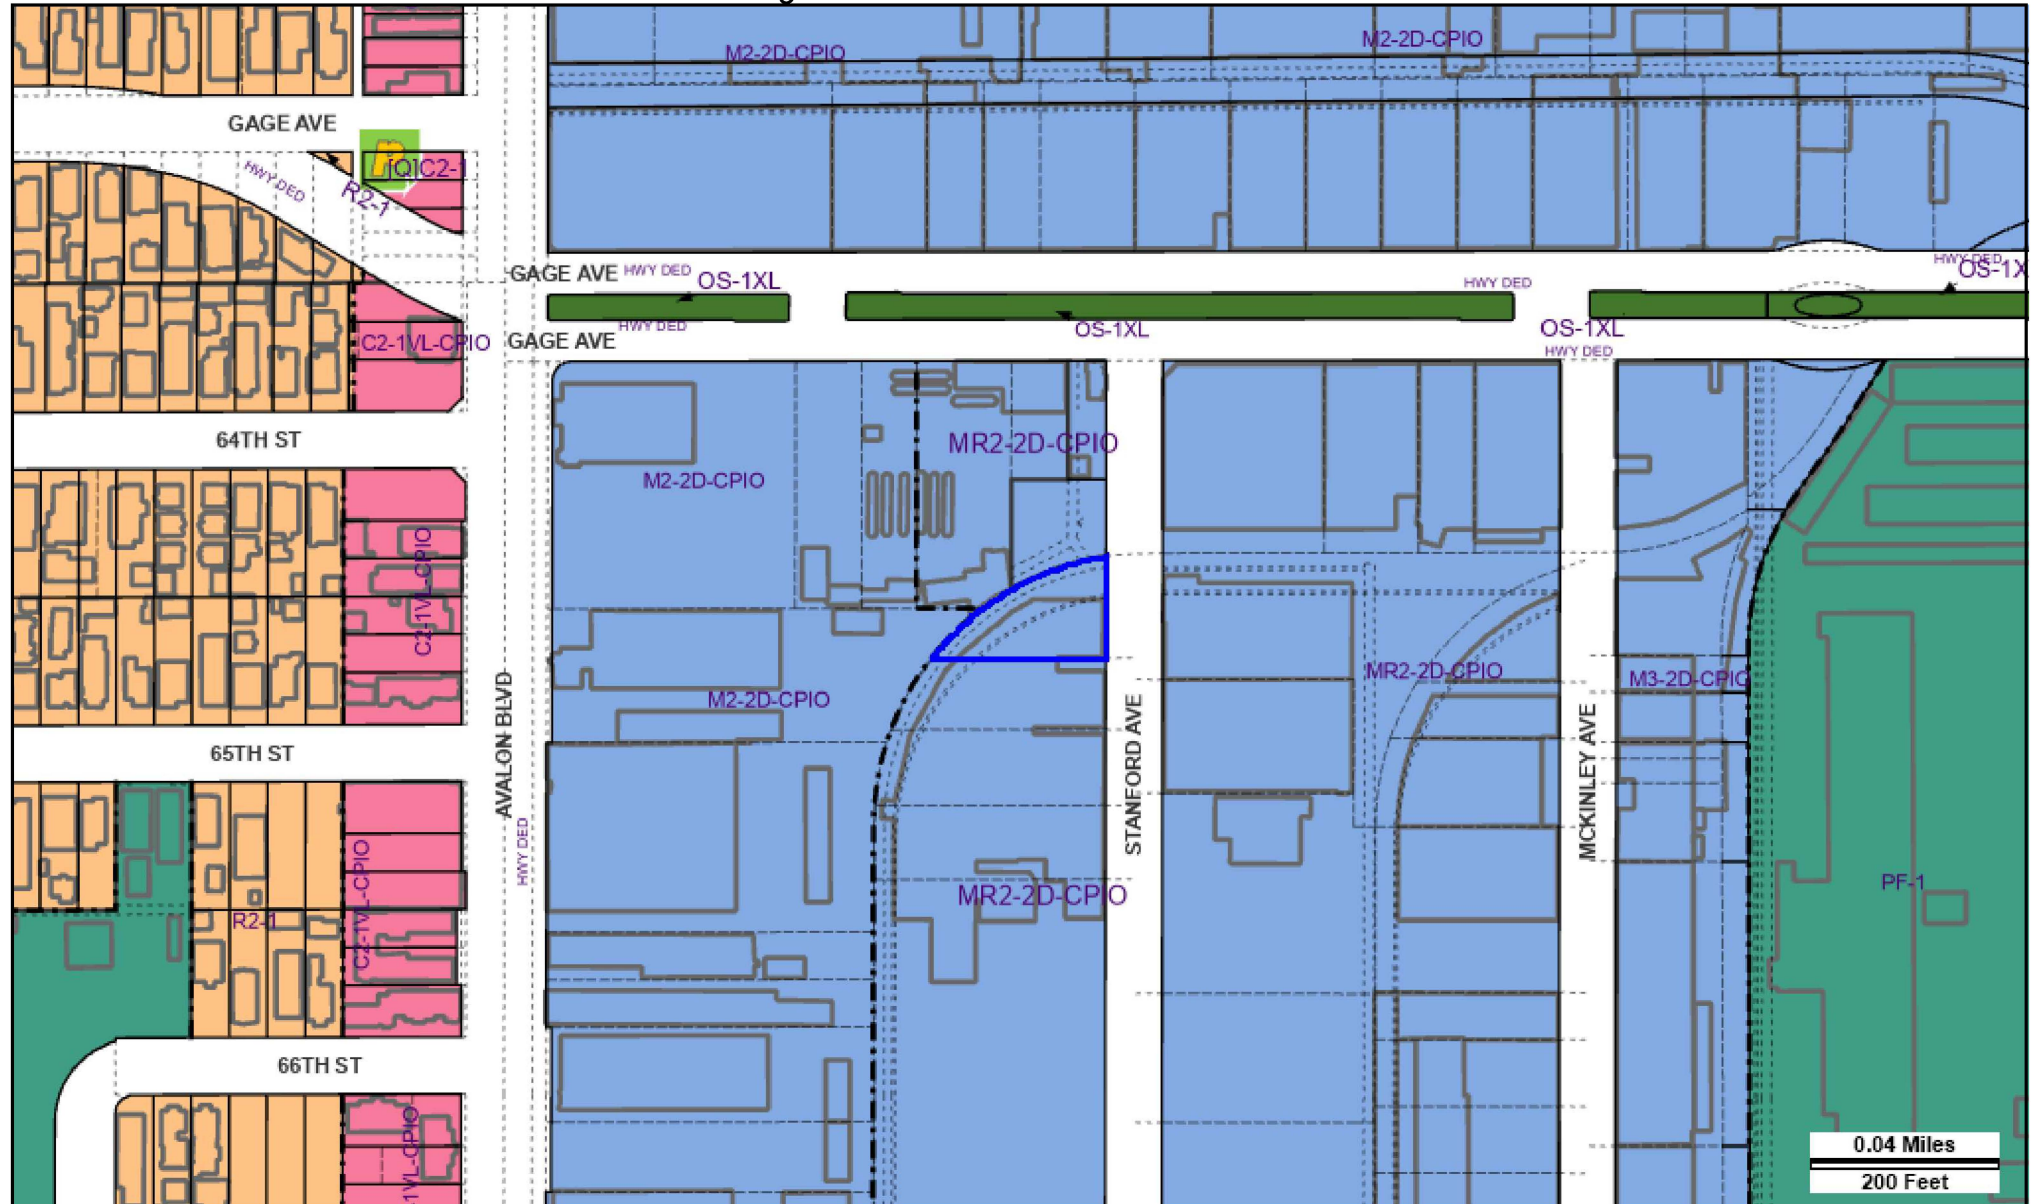 M2-2D-CPIO
M2-2D-CPIO
GAGE AVE
P
[Q]C2-1
HWY DED
R2-1
GAGE AVE
HWY DED
OS-1XL
HWY DED
HWY DED
OS-1X
HWY DED
OS-1XL
OS-1XL
HWY DED
C2-1VL-CPIO
GAGE AVE
64TH ST
MR2-2D-CPIO
M2-2D-CPIO
C2-1VL-CPIO
AVALON BLVD
HWY DED
M2-2D-CPIO
STANFORD AVE
MR2-2D-CPIO
MCKINLEY AVE
M3-2D-CPIO
65TH ST
R2-1
C2-1VL-CPIO
MR2-2D-CPIO
PF-1
66TH ST
1VL-CPIO
0.04 Miles
200 Feet